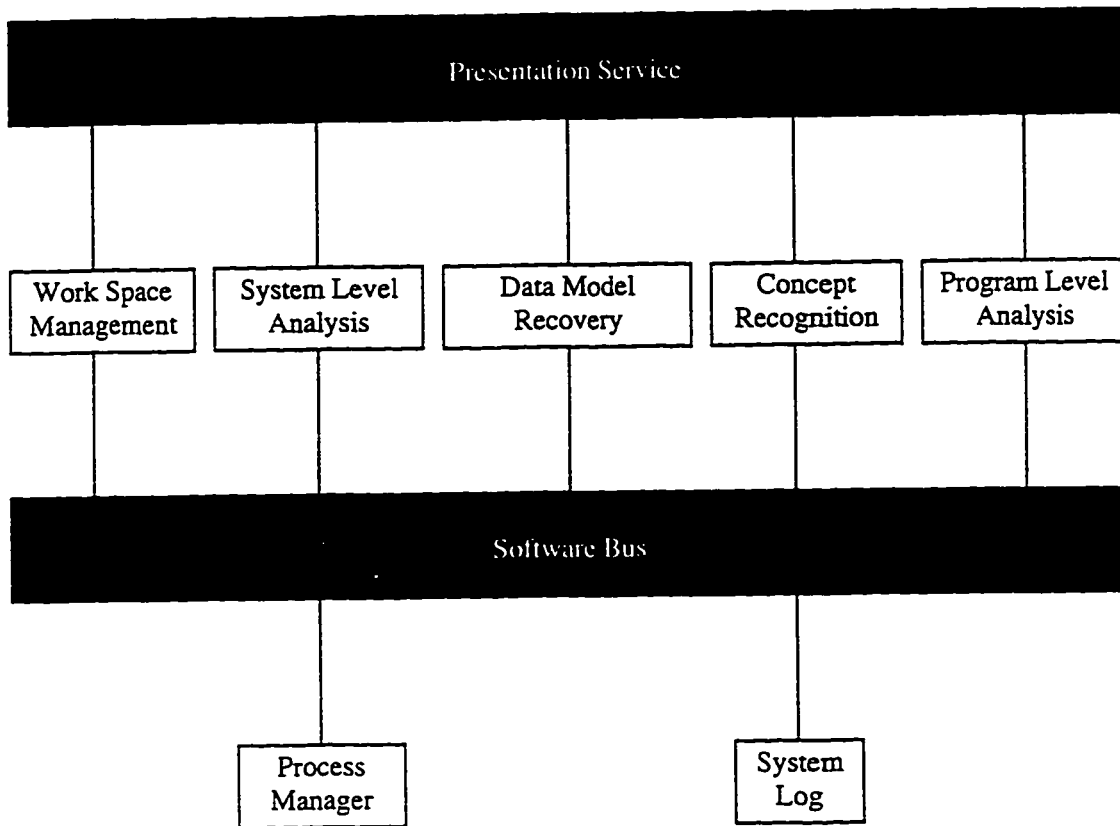 Presentation Service
Work Space
Management
System Level
Analysis
Data Model
Recovery
Concept
Recognition
Program Level
Analysis
Software Bus
Process
Manager
System
Log